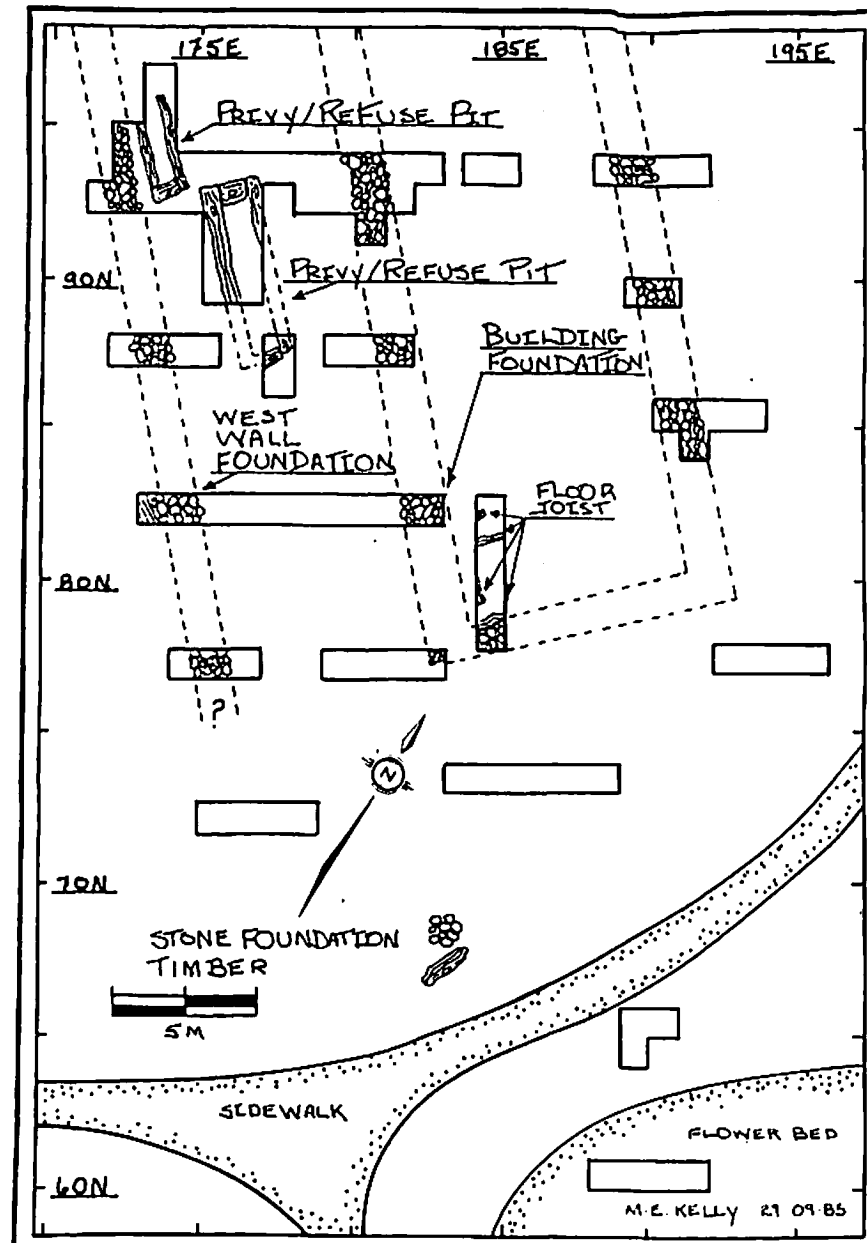 175E
185E
195E
PRIVY/REFUSE PIT
90N
PRIVY/REFUSE PIT
BUILDING
FOUNDATION
WEST
WALL
FOUNDATION
FLOOR
JOIST
80N
?
N
70N
STONE FOUNDATION
TIMBER
5 M
SIDEWALK
FLOWER BED
60N
M.E. KELLY 29 09.85